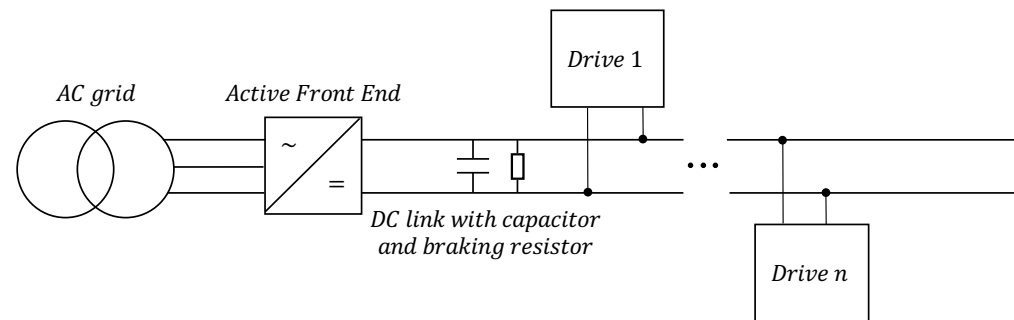 Drive 1
AC grid
Active Front End
~
=
...
DC link with capacitor
and braking resistor
Drive n